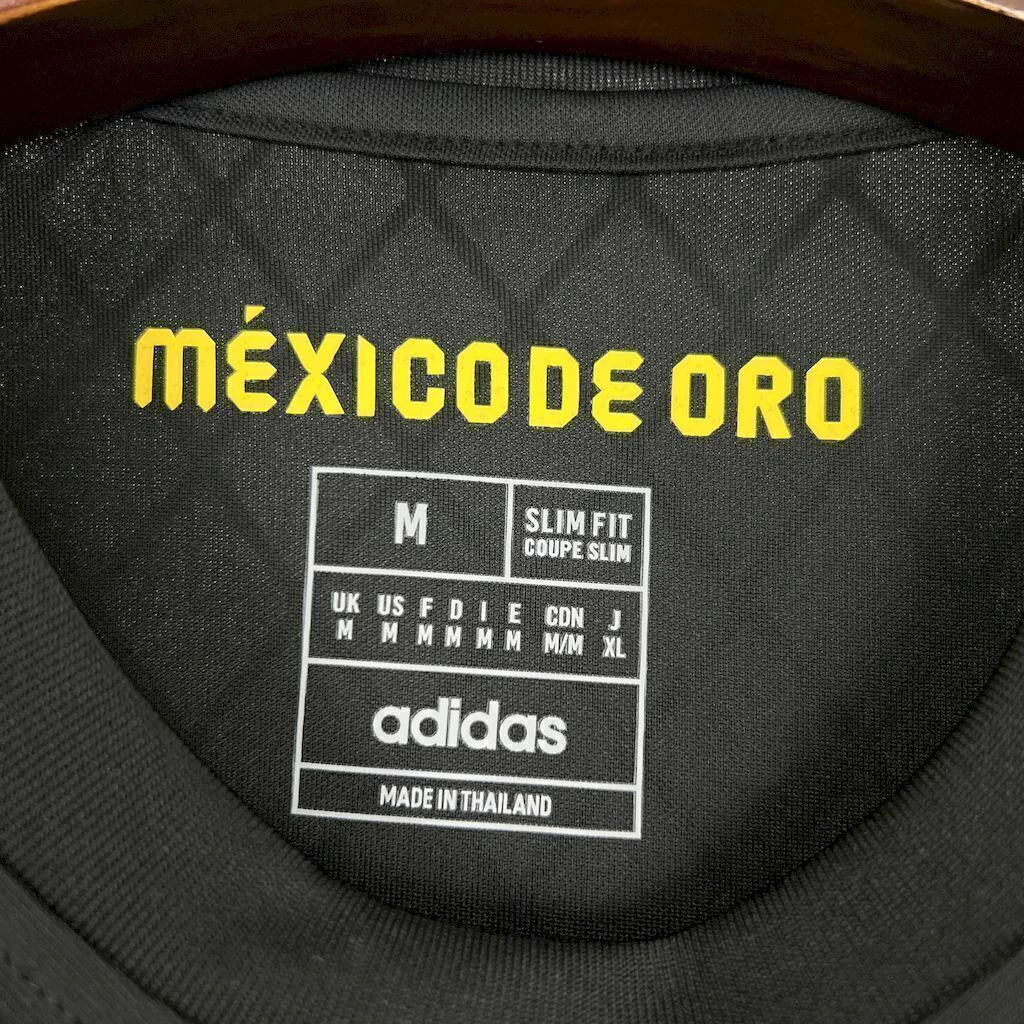 MÉXICO DE ORO
M
SLIM FIT
COUPE SLIM
UK US F D I E CDN J
M M M M M M M/M XL
adidas
MADE IN THAILAND